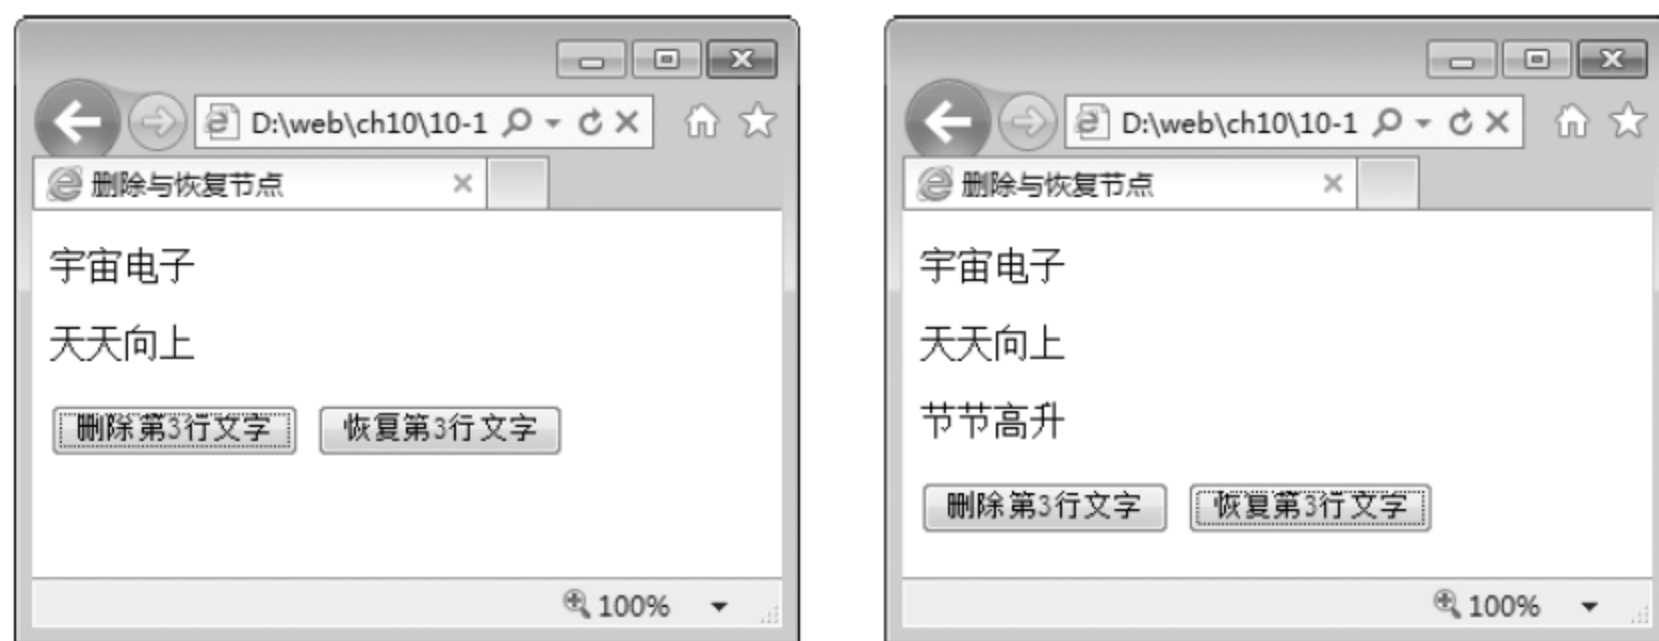 D:\web\ch10\10-1
删除与恢复节点
宇宙电子
天天向上
删除第3行文字 恢复第3行文字
100%
D:\web\ch10\10-1
删除与恢复节点
宇宙电子
天天向上
节节高升
删除第3行文字 恢复第3行文字
100%